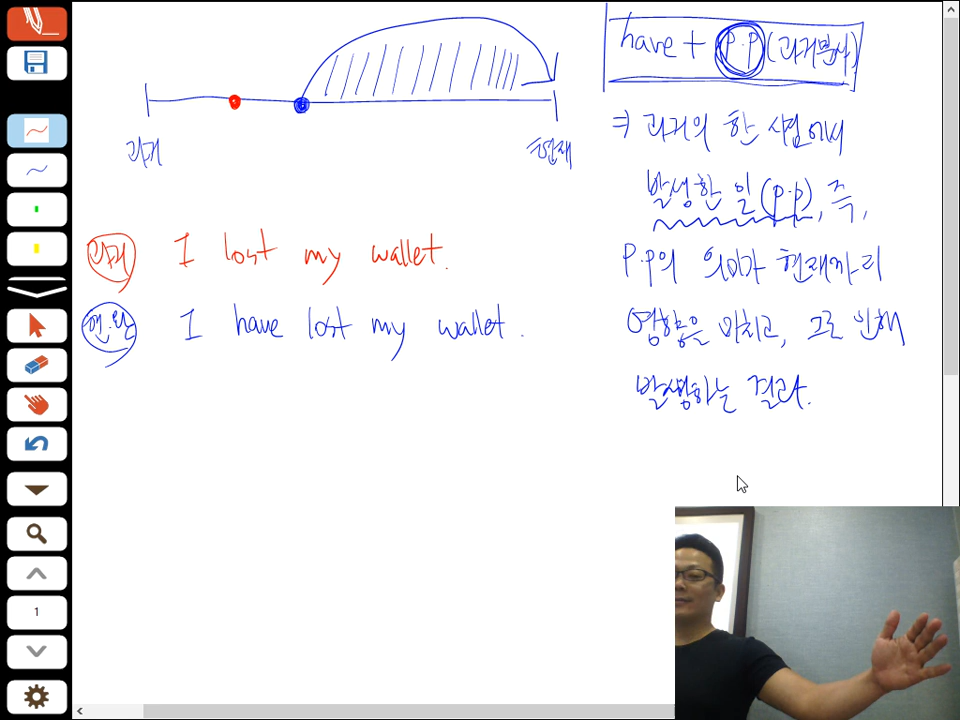 과거
현재
have + P.P (과거분사)
⇒ 과거의 한 시점에서
발생한 일 (P.P), 즉,
P.P의 의미가 현재까지
영향을 미치고, 그로 인해
발생하는 결과.
과거 I lost my wallet.
현.완 I have lost my wallet.
1